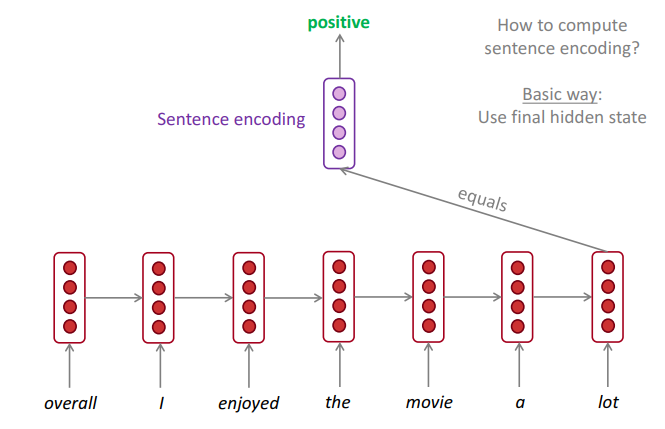 positive
How to compute
sentence encoding?
Basic way:
Use final hidden state
Sentence encoding
equals
overall I enjoyed the movie a lot